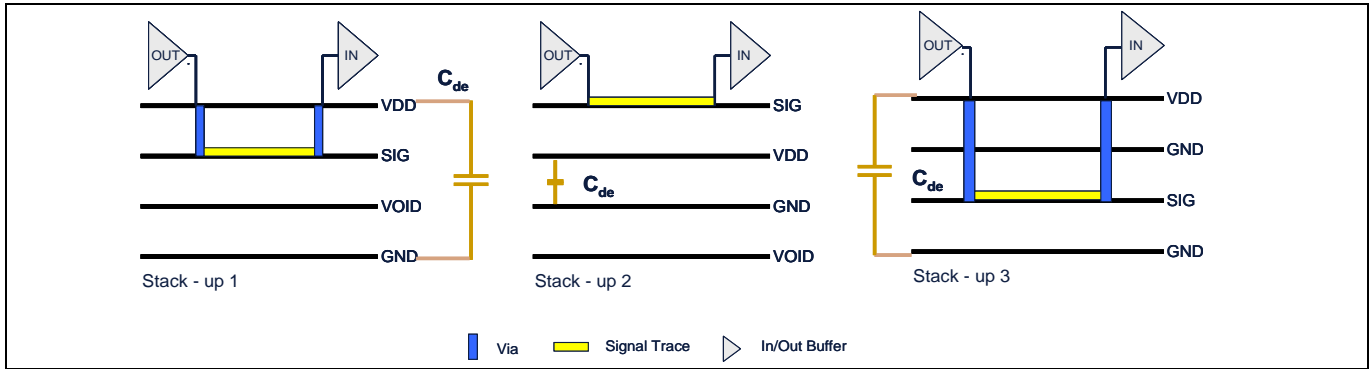 OUT
IN
C de
VDD
SIG
VOID
GND
Stack - up 1
OUT
IN
SIG
VDD
C de
GND
VOID
Stack - up 2
OUT
IN
VDD
GND
C de
SIG
GND
Stack - up 3
Via
Signal Trace
In/Out Buffer